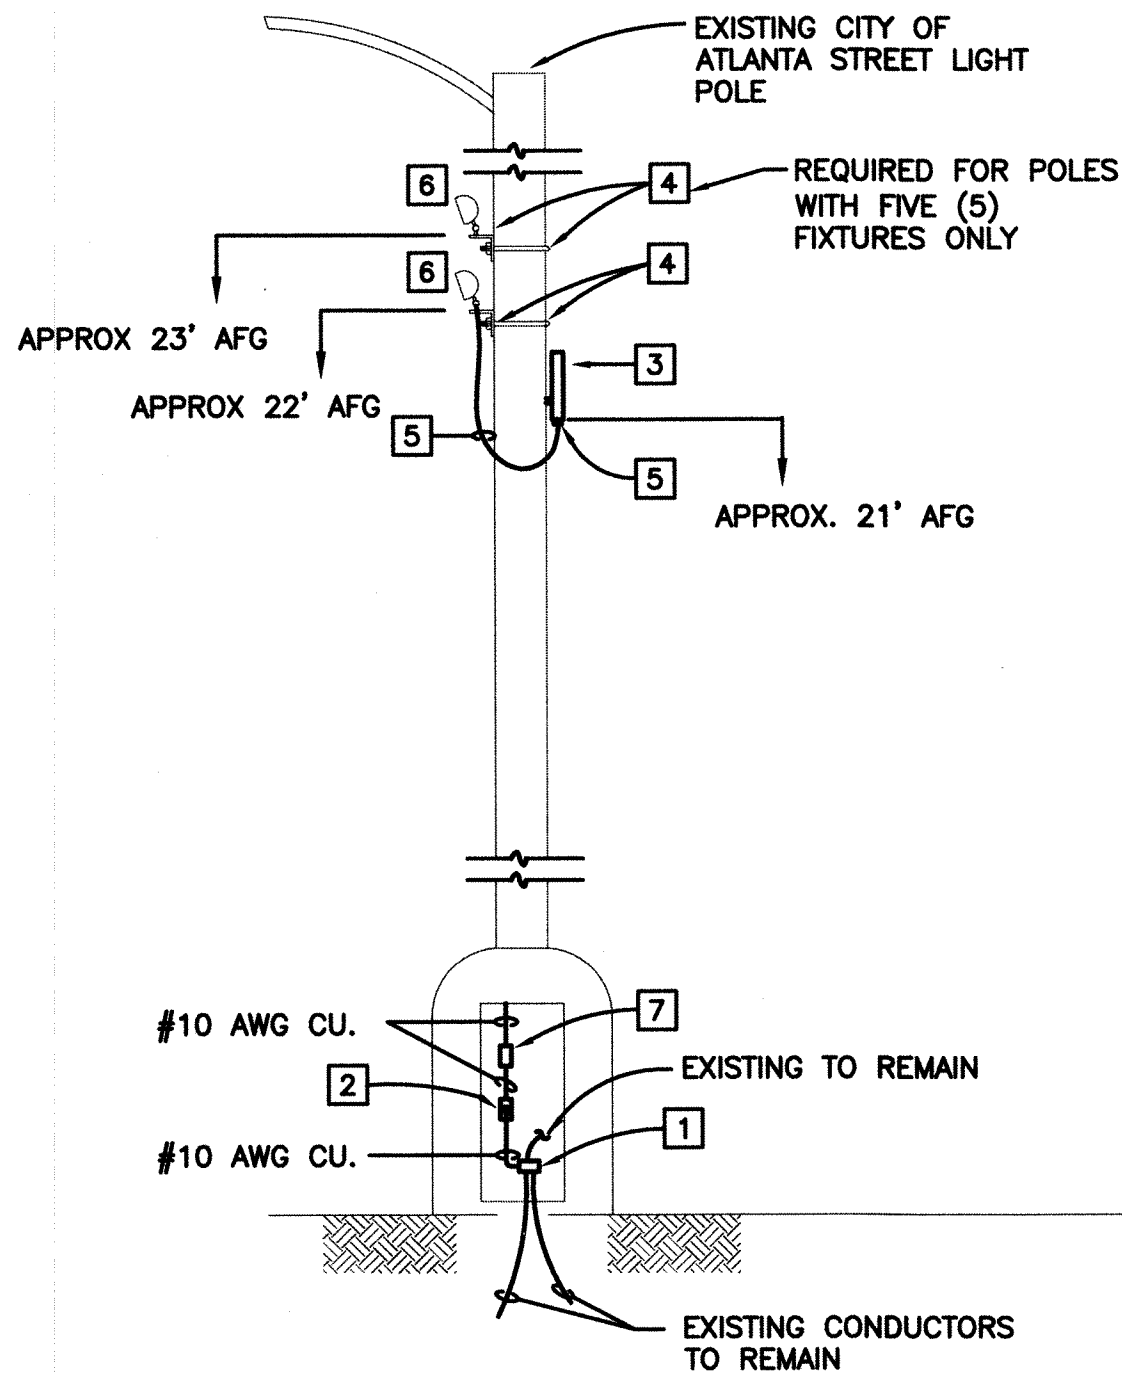 EXISTING CITY OF
ATLANTA STREET LIGHT
POLE
6
4
REQUIRED FOR POLES
WITH FIVE (5)
FIXTURES ONLY
6
4
APPROX 23' AFG
3
APPROX 22' AFG
5
5
APPROX. 21' AFG
#10 AWG CU.
7
EXISTING TO REMAIN
2
1
#10 AWG CU.
EXISTING CONDUCTORS
TO REMAIN